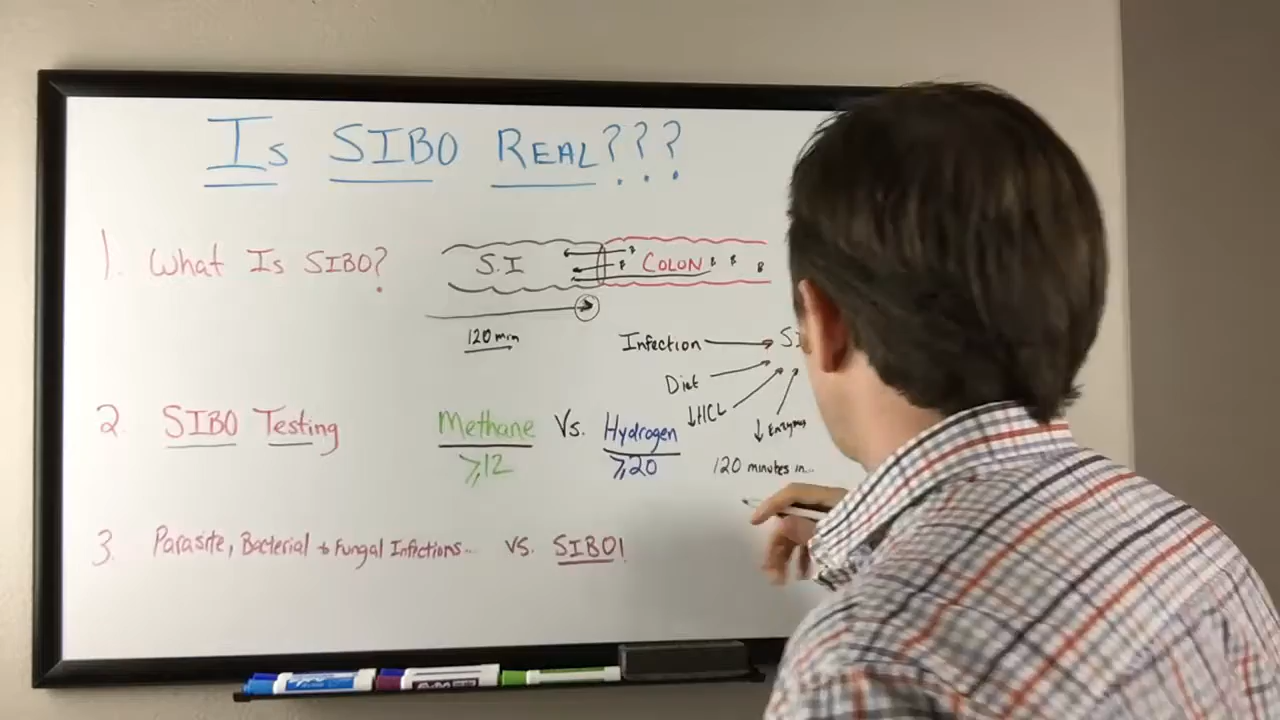 Is SIBO REAL???
1. What Is SIBO?
S.I
COLON
120 min
Infection
Diet
↓HCL
↓ Enzymes
2. SIBO Testing
Methane Vs. Hydrogen
≥12
≥20
120 minutes in...
3. Parasite, Bacterial + Fungal Infections... vs. SIBO!
EXPO